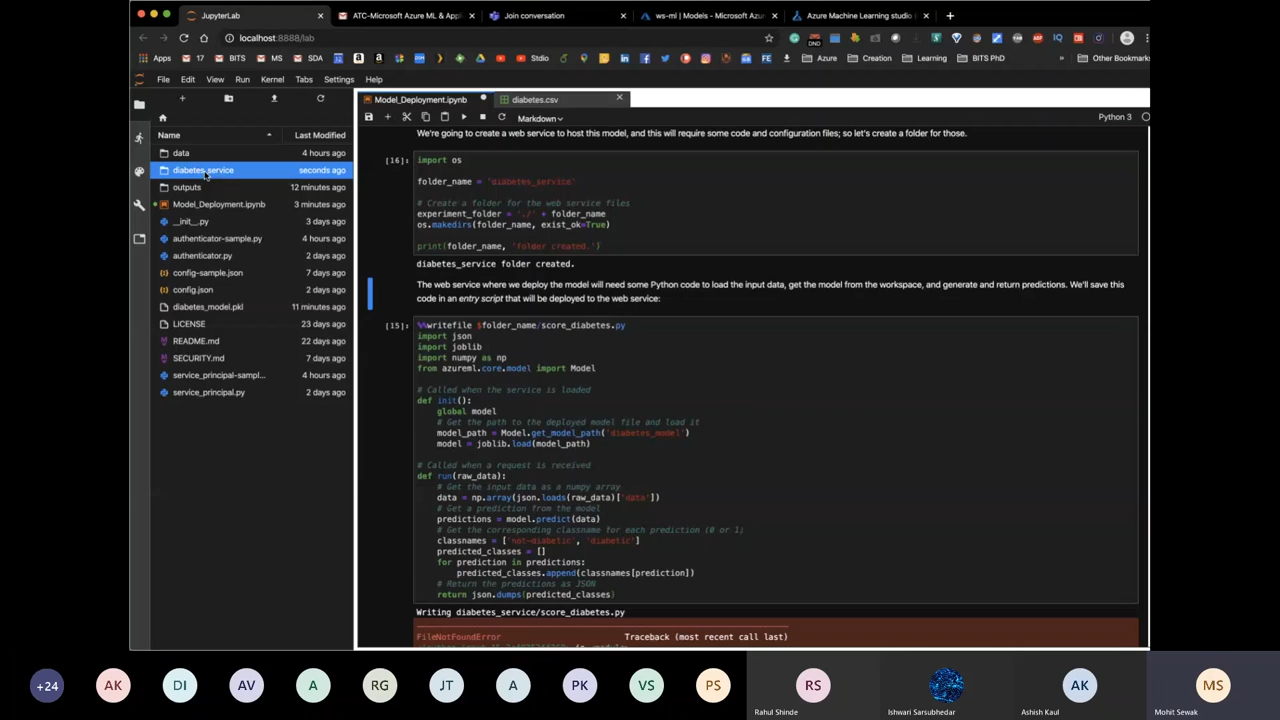 JupyterLab
ATC-Microsoft Azure ML & Appl
Join conversation
ws-ml | Models - Microsoft Azur
Azure Machine Learning studio
localhost:8888/lab
DND
Apps
17
BITS
MS
SDA
Stdio
FE
Azure
Creation
Learning
BITS PhD
»
Other Bookmarks
File Edit View Run Kernel Tabs Settings Help
Model_Deployment.ipynb
diabetes.csv
Markdown
Python 3
Name Last Modified
data 4 hours ago
diabetes_service seconds ago
outputs 12 minutes ago
Model_Deployment.ipynb 3 minutes ago
__init__.py 3 days ago
authenticator-sample.py 4 hours ago
authenticator.py 2 days ago
config-sample.json 7 days ago
config.json 2 days ago
diabetes_model.pkl 11 minutes ago
LICENSE 23 days ago
README.md 22 days ago
SECURITY.md 7 days ago
service_principal-sampl... 4 hours ago
service_principal.py 2 days ago
We're going to create a web service to host this model, and this will require some code and configuration files; so let's create a folder for those.
[16]: import os
folder_name = 'diabetes_service'
# Create a folder for the web service files
experiment_folder = './' + folder_name
os.makedirs(folder_name, exist_ok=True)
print(folder_name, 'folder created.')
diabetes_service folder created.
The web service where we deploy the model will need some Python code to load the input data, get the model from the workspace, and generate and return predictions. We'll save this
code in an entry script that will be deployed to the web service:
[15]: %%writefile $folder_name/score_diabetes.py
import json
import joblib
import numpy as np
from azureml.core.model import Model
# Called when the service is loaded
def init():
global model
# Get the path to the deployed model file and load it
model_path = Model.get_model_path('diabetes_model')
model = joblib.load(model_path)
# Called when a request is received
def run(raw_data):
# Get the input data as a numpy array
data = np.array(json.loads(raw_data)['data'])
# Get a prediction from the model
predictions = model.predict(data)
# Get the corresponding classname for each prediction (0 or 1)
classnames = ['not-diabetic', 'diabetic']
predicted_classes = []
for prediction in predictions:
predicted_classes.append(classnames[prediction])
# Return the predictions as JSON
return json.dumps(predicted_classes)
Writing diabetes_service/score_diabetes.py
FileNotFoundError Traceback (most recent call last)
+24 AK DI AV A RG JT A PK VS PS RS AK MS
Rahul Shinde Ishwari Sarsubhedar Ashish Kaul Mohit Sewak